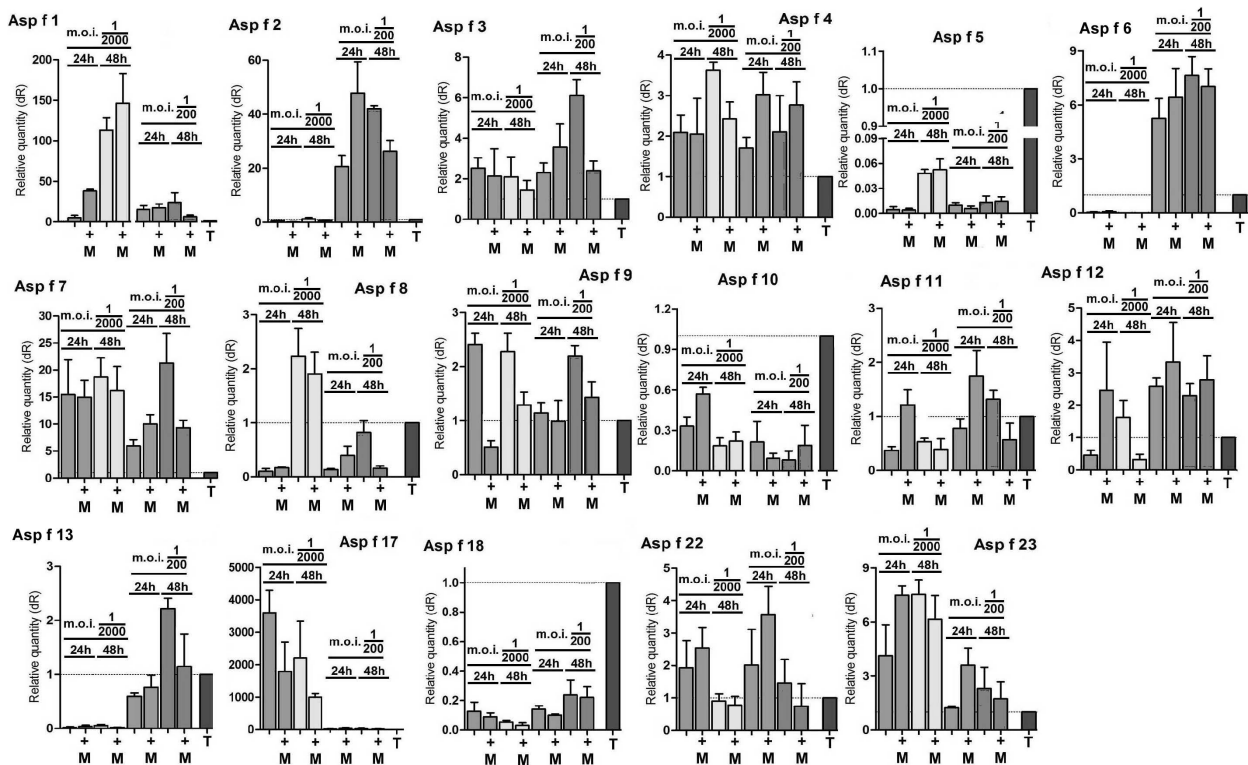 Asp f 1
Relative quantity (dR)
200
150
100
50
0
m.o.i. 1/2000
24h 48h
m.o.i. 1/200
24h 48h
+ + + + T
M M M M
Asp f 2
Relative quantity (dR)
60
40
20
0
m.o.i. 1/2000
24h 48h
m.o.i. 1/200
24h 48h
+ + + + T
M M M M
Asp f 3
Relative quantity (dR)
8
6
4
2
0
m.o.i. 1/2000
24h 48h
m.o.i. 1/200
24h 48h
+ + + + T
M M M M
Asp f 4
Relative quantity (dR)
4
3
2
1
0
m.o.i. 1/2000
24h 48h
m.o.i. 1/200
24h 48h
+ + + + T
M M M M
Asp f 5
Relative quantity (dR)
1.1
1.0
0.9
0.06
0.03
0.00
m.o.i. 1/2000
24h 48h
m.o.i. 1/200
24h 48h
+ + + + T
M M M M
Asp f 6
Relative quantity (dR)
9
6
3
0
m.o.i. 1/2000
24h 48h
m.o.i. 1/200
24h 48h
+ + + + T
M M M M
Asp f 7
Relative quantity (dR)
30
25
20
15
10
5
0
m.o.i. 1/2000
24h 48h
m.o.i. 1/200
24h 48h
+ + + + T
M M M M
Asp f 8
Relative quantity (dR)
3
2
1
0
m.o.i. 1/2000
24h 48h
m.o.i. 1/200
24h 48h
+ + + + T
M M M M
Asp f 9
Relative quantity (dR)
3
2
1
0
m.o.i. 1/2000
24h 48h
m.o.i. 1/200
24h 48h
+ + + + T
M M M M
Asp f 10
Relative quantity (dR)
1.2
0.9
0.6
0.3
0.0
m.o.i. 1/2000
24h 48h
m.o.i. 1/200
24h 48h
+ + + + T
M M M M
Asp f 11
Relative quantity (dR)
3
2
1
0
m.o.i. 1/2000
24h 48h
m.o.i. 1/200
24h 48h
+ + + + T
M M M M
Asp f 12
Relative quantity (dR)
5
4
3
2
1
0
m.o.i. 1/2000
24h 48h
m.o.i. 1/200
24h 48h
+ + + + T
M M M M
Asp f 13
Relative quantity (dR)
3
2
1
0
m.o.i. 1/2000
24h 48h
m.o.i. 1/200
24h 48h
+ + + + T
M M M M
Asp f 17
Relative quantity (dR)
5000
4000
3000
2000
1000
0
m.o.i. 1/2000
24h 48h
m.o.i. 1/200
24h 48h
+ + + + T
M M M M
Asp f 18
Relative quantity (dR)
1.0
0.8
0.6
0.4
0.2
0.0
m.o.i. 1/2000
24h 48h
m.o.i. 1/200
24h 48h
+ + + + T
M M M M
Asp f 22
Relative quantity (dR)
5
4
3
2
1
0
m.o.i. 1/2000
24h 48h
m.o.i. 1/200
24h 48h
+ + + + T
M M M M
Asp f 23
Relative quantity (dR)
9
7
5
3
1
m.o.i. 1/2000
24h 48h
m.o.i. 1/200
24h 48h
+ + + + T
M M M M